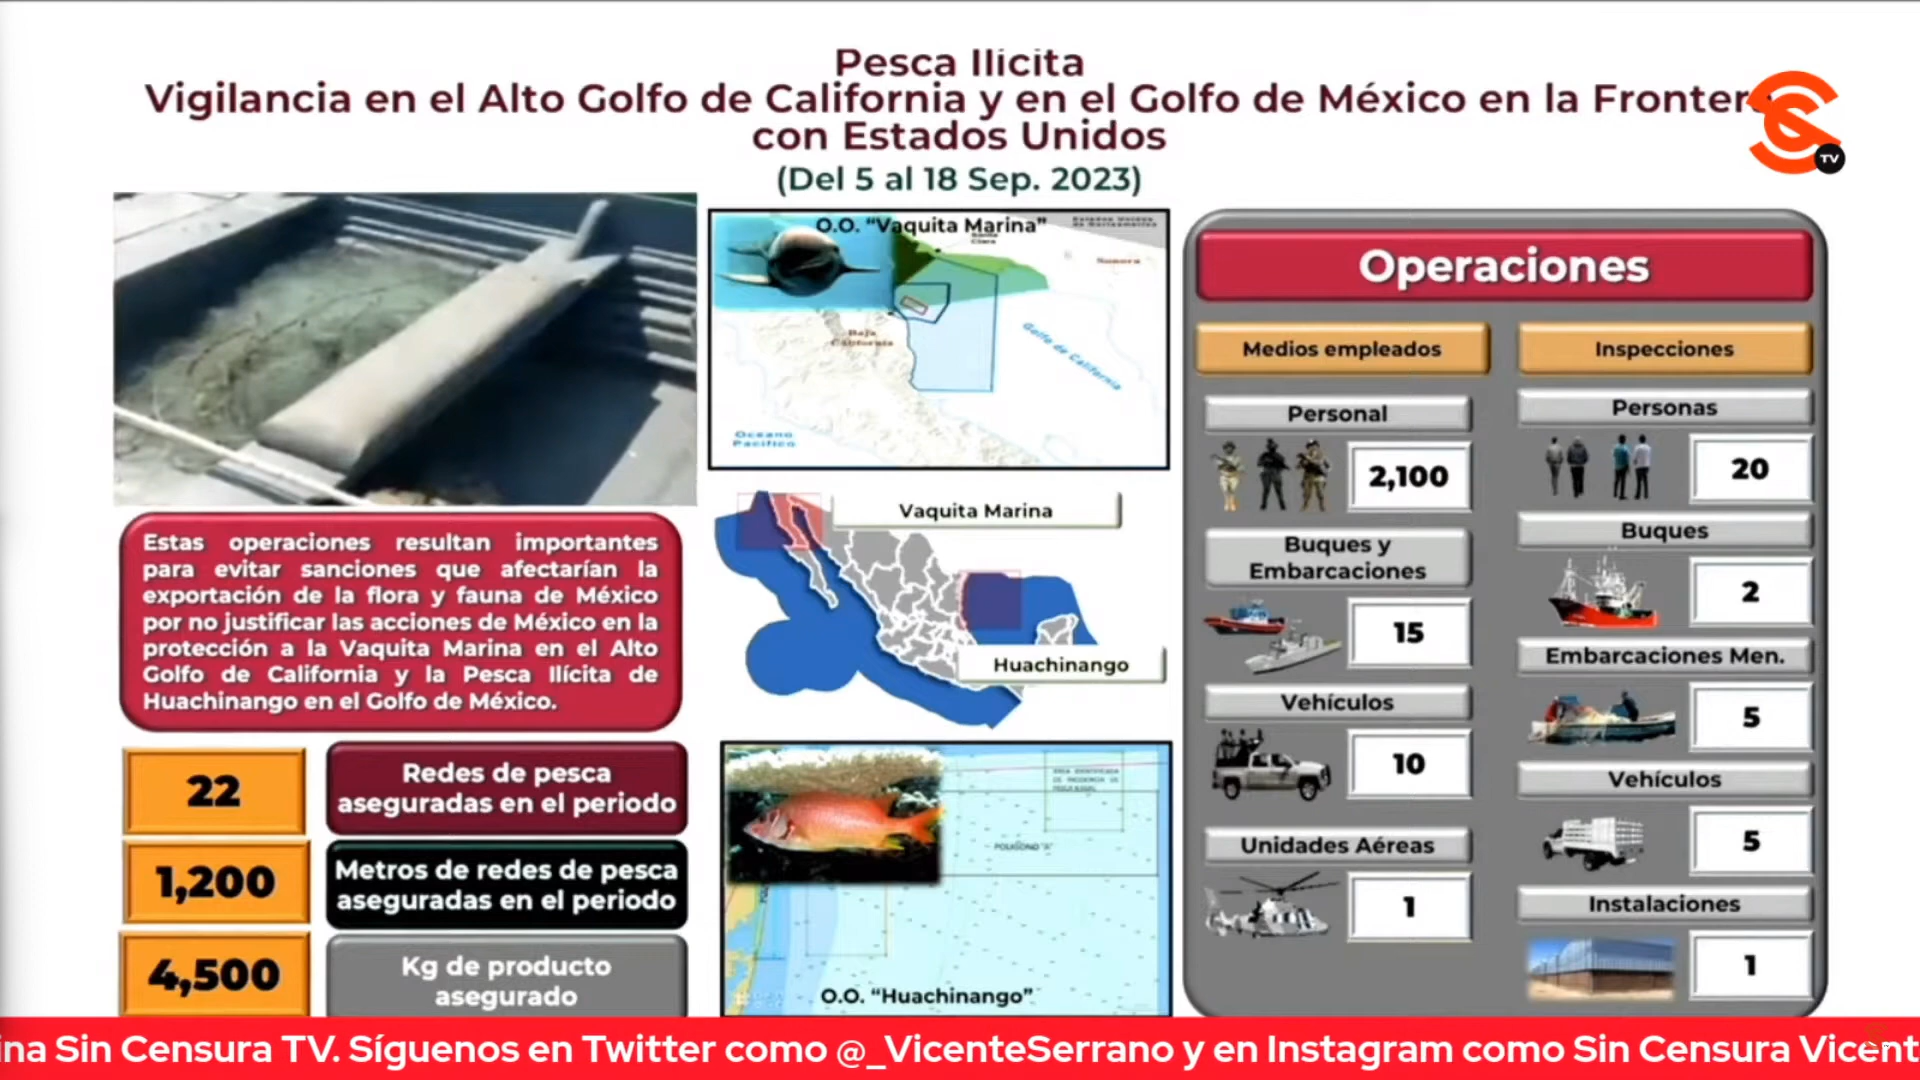 Pesca Ilícita
Vigilancia en el Alto Golfo de California y en el Golfo de México en la Frontera
con Estados Unidos
(Del 5 al 18 Sep. 2023)
TV
O.O. “Vaquita Marina”
Estados Unidos
de Norteamérica
Santa
Clara
Sonora
Baja
California
Golfo de California
Oceano
Pacifico
Estas operaciones resultan importantes
para evitar sanciones que afectarían la
exportación de la flora y fauna de México
por no justificar las acciones de México en la
protección a la Vaquita Marina en el Alto
Golfo de California y la Pesca Ilícita de
Huachinango en el Golfo de México.
22
Redes de pesca
aseguradas en el periodo
1,200
Metros de redes de pesca
aseguradas en el periodo
4,500
Kg de producto
asegurado
Vaquita Marina
Huachinango
POLIGONO "A"
O.O. “Huachinango”
Operaciones
Medios empleados
Personal
2,100
Buques y
Embarcaciones
15
Vehículos
10
Unidades Aéreas
1
Inspecciones
Personas
20
Buques
2
Embarcaciones Men.
5
Vehículos
5
Instalaciones
1
ina Sin Censura TV. Síguenos en Twitter como @_VicenteSerrano y en Instagram como Sin Censura Vicent